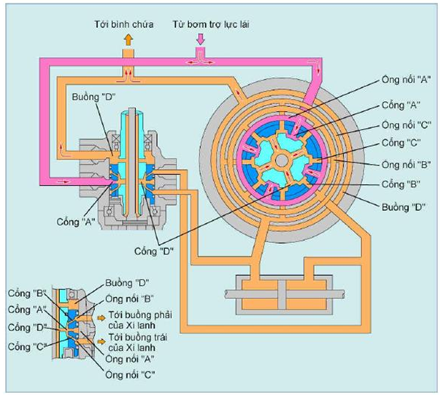 Tới bình chứa
Từ bơm trợ lực lái
Ống nối "A"
Cổng "A"
Ống nối "C"
Cổng "C"
Ống nối "B"
Cổng "B"
Buồng "D"
Cổng "D"
Buồng "D"
Cổng "A"
Cổng "B"
Cổng "A"
Cổng "D"
Cổng "C"
Buồng "D"
Ống nối "B"
Tới buồng phải
của Xi lanh
Tới buồng trái
của Xi lanh
Ống nối "A"
Ống nối "C"